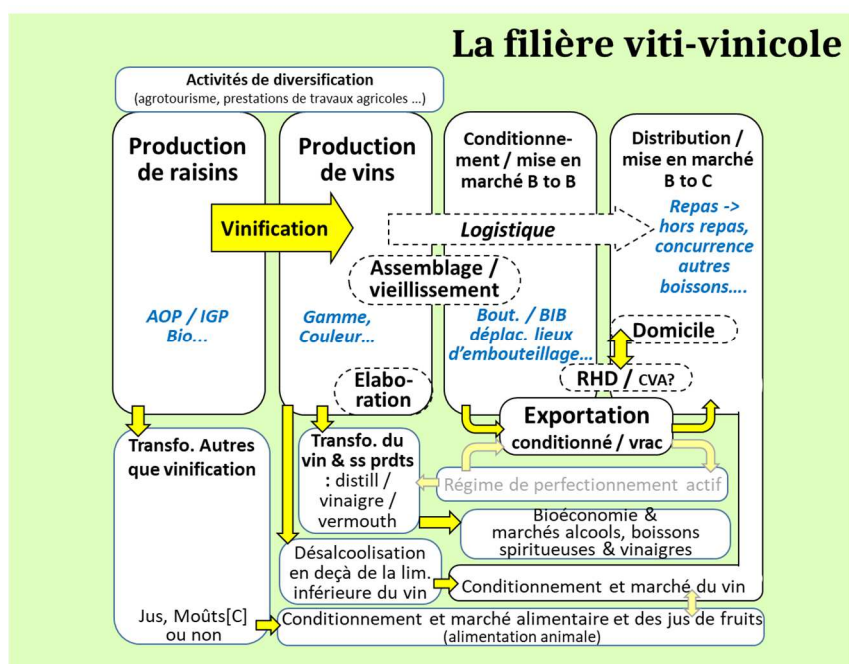 La filière viti-vinicole
Activités de diversification
(agrotourisme, prestations de travaux agricoles ...)
Production
de raisins
Production
de vins
Conditionne-
ment / mise en
marché B to B
Distribution /
mise en marché
B to C
Vinification
Logistique
Repas ->
hors repas,
concurrence
autres
boissons....
Assemblage /
vieillissement
AOP / IGP
Bio...
Gamme,
Couleur...
Bout. / BIB
déplac. lieux
d'embouteillage...
Domicile
Elabo-
ration
RHD / CVA?
Exportation
conditionné / vrac
Transfo. Autres
que vinification
Transfo. du
vin & ss prdts
: distill /
vinaigre /
vermouth
Régime de perfectionnement actif
Bioéconomie &
marchés alcools, boissons
spiritueuses & vinaigres
Désalcoolisation
en deçà de la lim.
inférieure du vin
Conditionnement et marché du vin
Jus, Moûts[C]
ou non
Conditionnement et marché alimentaire et des jus de fruits
(alimentation animale)